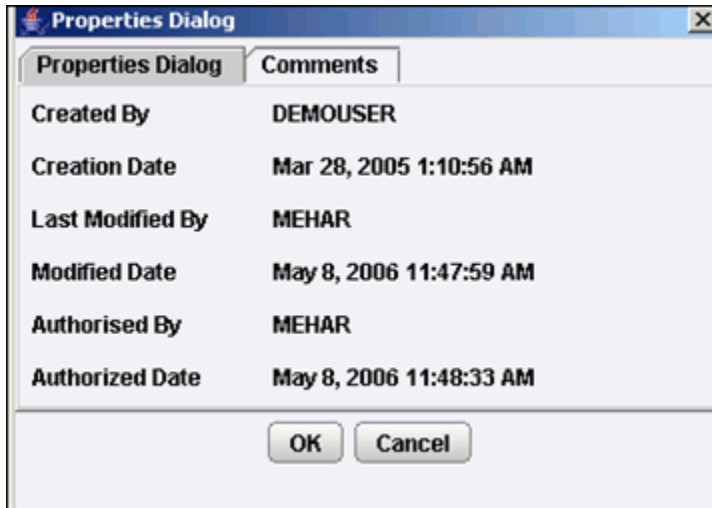 Properties Dialog
Properties Dialog Comments
Created By DEMOUSER
Creation Date Mar 28, 2005 1:10:56 AM
Last Modified By MEHAR
Modified Date May 8, 2006 11:47:59 AM
Authorised By MEHAR
Authorized Date May 8, 2006 11:48:33 AM
OK Cancel